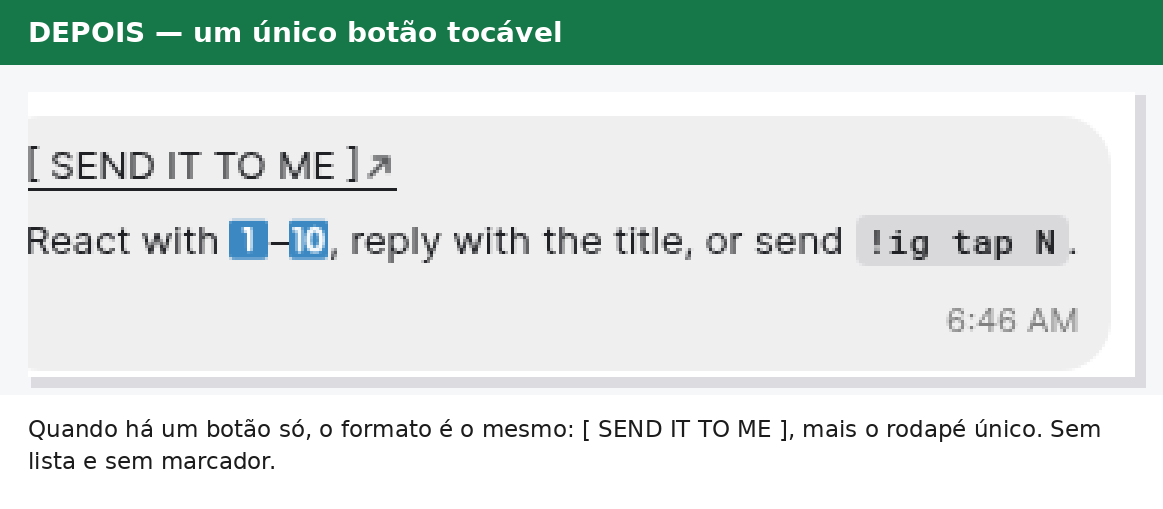 DEPOIS — um único botão tocável
[ SEND IT TO ME ]↗
React with 1–10, reply with the title, or send !ig tap N.
6:46 AM
Quando há um botão só, o formato é o mesmo: [ SEND IT TO ME ], mais o rodapé único. Sem
lista e sem marcador.